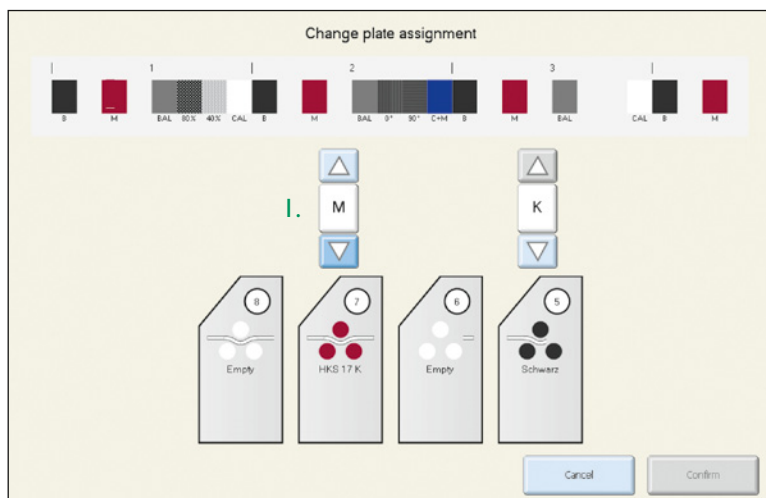 Change plate assignment
| 1 | 2 | 3 |
B M BAL 80% 40% CAL B M BAL 0° 90° C+M B M BAL CAL B M
I. M K
8 7 6 5
Empty HKS 17 K Empty Schwarz
Cancel Confirm